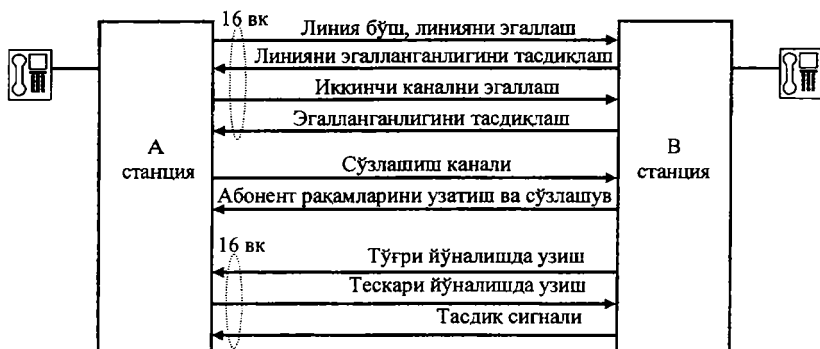 16 вк
Линия бўш, линияни эгаллаш
Линияни эгалланганлигини тасдиқлаш
Иккинчи канални эгаллаш
Эгалланганлигини тасдиқлаш
А
станция
В
станция
Сўзлашиш канали
Абонент рақамларини узатиш ва сўзлашув
16 вк
Тўғри йўналишда узиш
Тескари йўналишда узиш
Тасдиқ сигнали